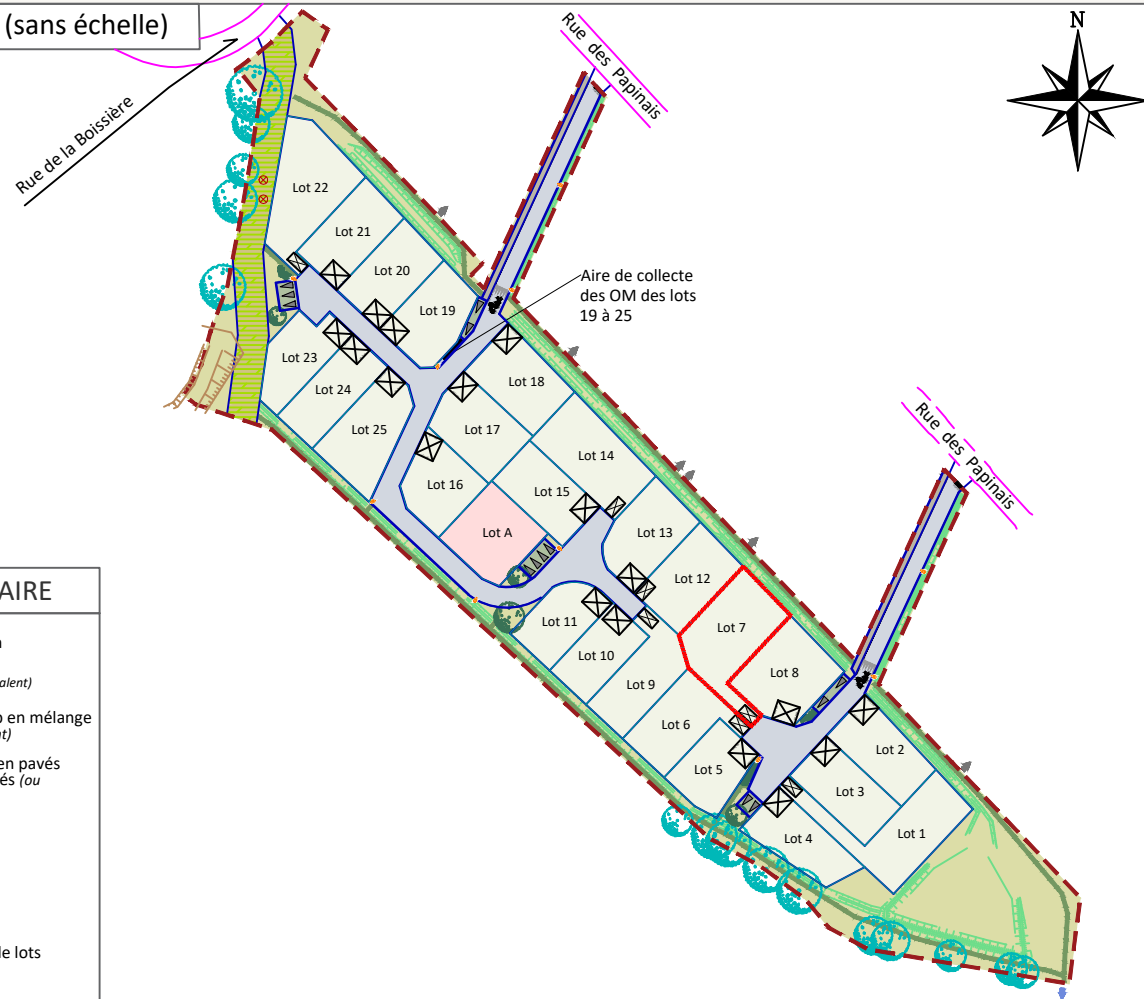 (sans échelle)
N
Rue des Papinais
Rue de la Boissière
Lot 22
Lot 21
Lot 20
Lot 19
Aire de collecte
des OM des lots
19 à 25
Lot 23
Lot 24
Lot 25
Lot 18
Lot 17
Lot 16
Lot 14
Lot 15
Lot A
Lot 13
Lot 12
Rue des Papinais
Lot 11
Lot 10
Lot 9
Lot 7
Lot 8
Lot 6
Lot 5
Lot 2
Lot 3
Lot 1
Lot 4
AIRE
en mélange
en pavés
(ou
de lots